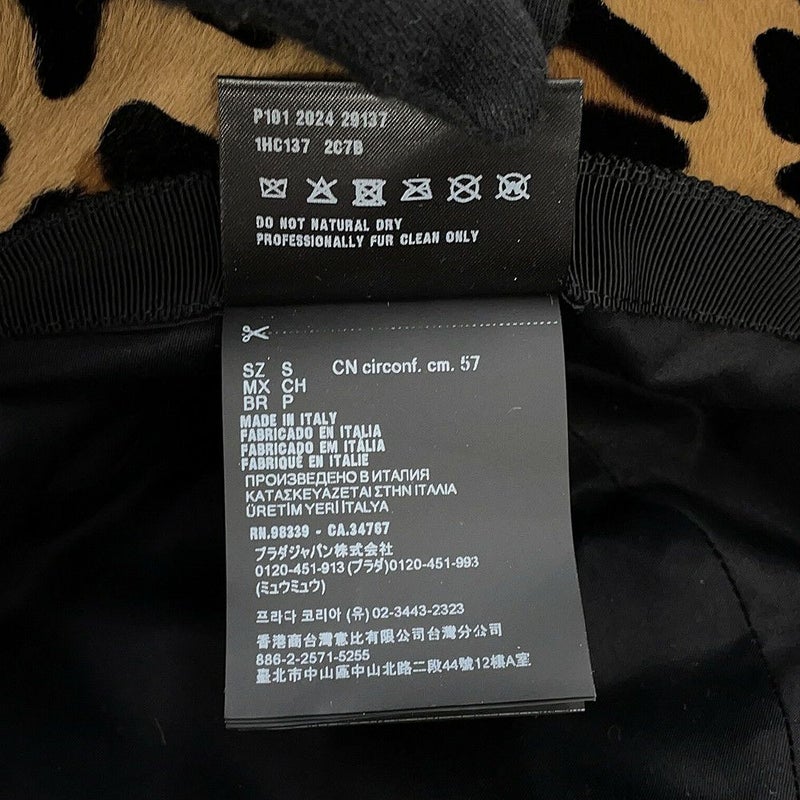 P101 2024 29137
1HC137 2C7B
DO NOT NATURAL DRY
PROFESSIONALLY FUR CLEAN ONLY
SZ S CN circonf. cm. 57
MX CH
BR P
MADE IN ITALY
FABRICADO EN ITALIA
FABRICADO EM ITÁLIA
FABRIQUÉ EN ITALIE
ПРОИЗВЕДЕНО В ИТАЛИЯ
ΚΑΤΑΣΚΕΥΑΖΕΤΑΙ ΣΤΗΝ ΙΤΑΛΙΑ
ÜRETİM YERİ İTALYA
RN.98339 - CA.34767
プラダジャパン株式会社
0120-451-913 (プラダ)0120-451-993
(ミュウミュウ)
프라다 코리아 (유) 02-3443-2323
香港商台灣意比有限公司台灣分公司
886-2-2571-5255
臺北市中山區中山北路二段44號12樓A室